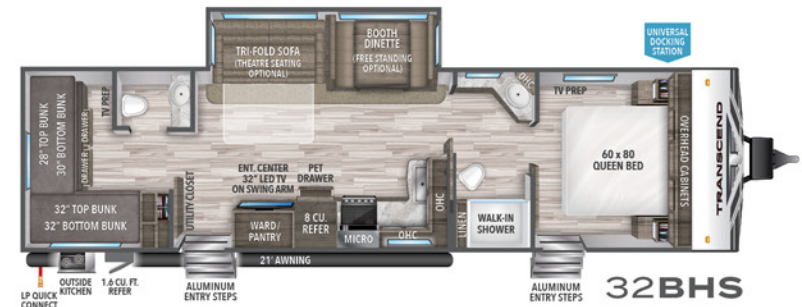 UNIVERSAL
DOCKING
STATION
TRI-FOLD SOFA
(THEATRE SEATING
OPTIONAL)
BOOTH
DINETTE
(FREE STANDING
OPTIONAL)
28" TOP BUNK
30" BOTTOM BUNK
DRAWER
DRAWER
TV PREP
OHC
TV PREP
60 x 80
QUEEN BED
OVERHEAD CABINETS
TRANSCEND
32" TOP BUNK
32" BOTTOM BUNK
UTILITY CLOSET
ENT. CENTER
32" LED TV
ON SWING ARM
PET
DRAWER
WARD/
PANTRY
8 CU.
REFER
MICRO
OHC
OHC
LINEN
WALK-IN
SHOWER
21' AWNING
LP QUICK
CONNECT
OUTSIDE
KITCHEN
1.6 CU. FT.
REFER
ALUMINUM
ENTRY STEPS
ALUMINUM
ENTRY STEPS
32BHS